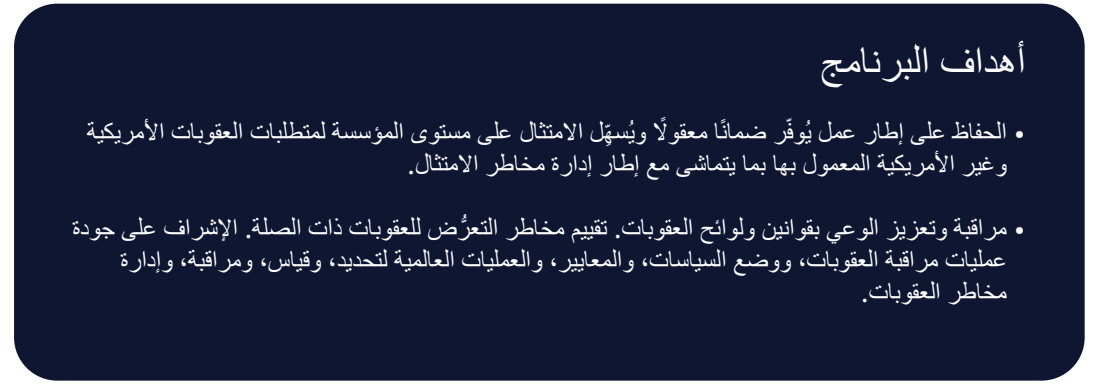 أهداف البرنامج
• الحفاظ على إطار عمل يُوفّر ضمانًا معقولًا ويُسهِّل الامتثال على مستوى المؤسسة لمتطلبات العقوبات الأمريكية
وغير الأمريكية المعمول بها بما يتماشى مع إطار إدارة مخاطر الامتثال.
• مراقبة وتعزيز الوعي بقوانين ولوائح العقوبات. تقييم مخاطر التعرُّض للعقوبات ذات الصلة. الإشراف على جودة
عمليات مراقبة العقوبات، ووضع السياسات، والمعايير، والعمليات العالمية لتحديد، وقياس، ومراقبة، وإدارة
مخاطر العقوبات.